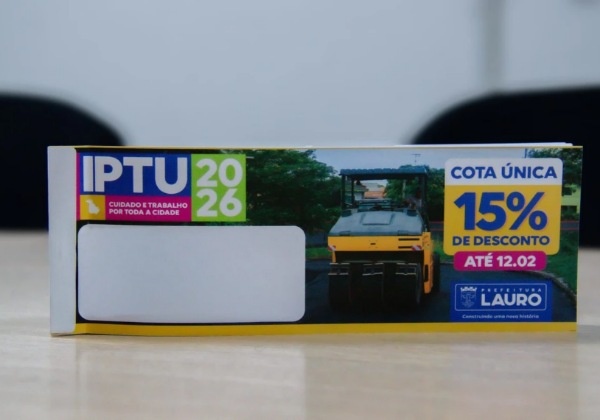 IPTU
20
26
CUIDADO E TRABALHO
POR TODA A CIDADE
COTA ÚNICA
15%
DE DESCONTO
ATÉ 12.02
PREFEITURA
LAURO
Construindo uma nova história